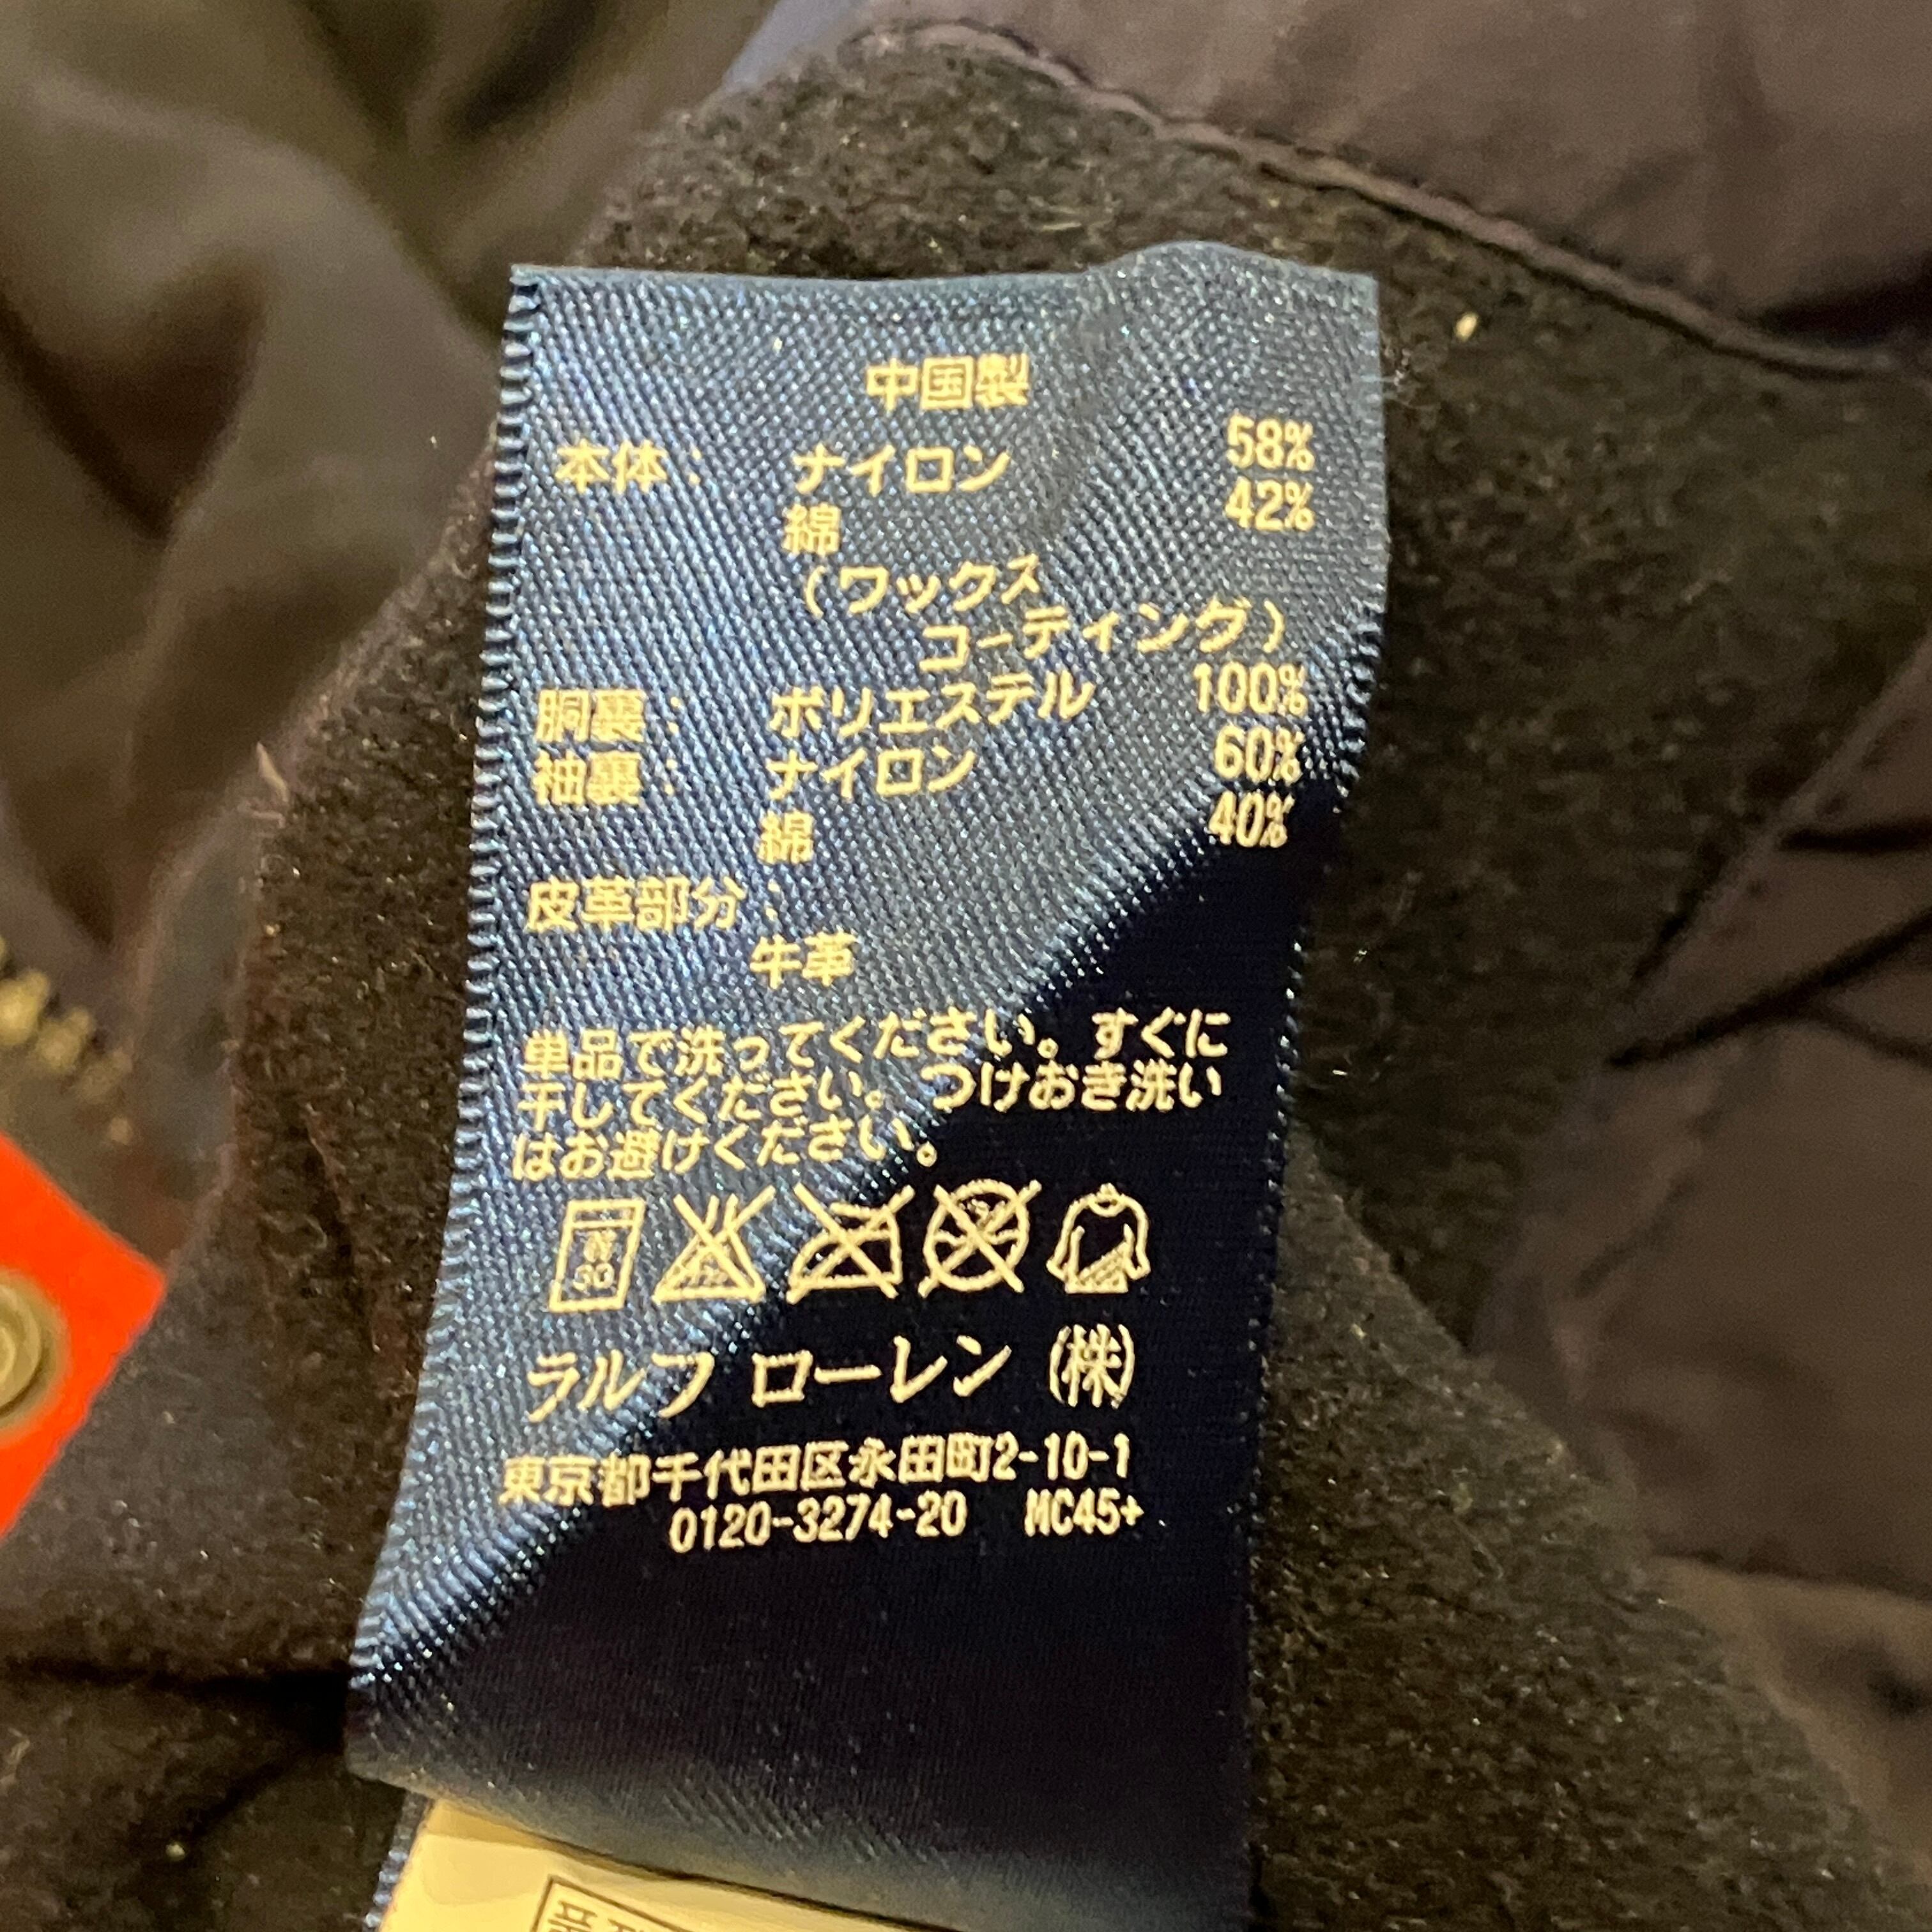 中国製
本体: ナイロン 58%
綿 42%
(ワックス
コーティング)
胴裏: ポリエステル 100%
袖裏: ナイロン 60%
綿 40%
皮革部分:
牛革
単品で洗ってください。すぐに
干してください。つけおき洗い
はお避けください。
ラルフ ローレン (株)
東京都千代田区永田町2-10-1
0120-3274-20 MC45+